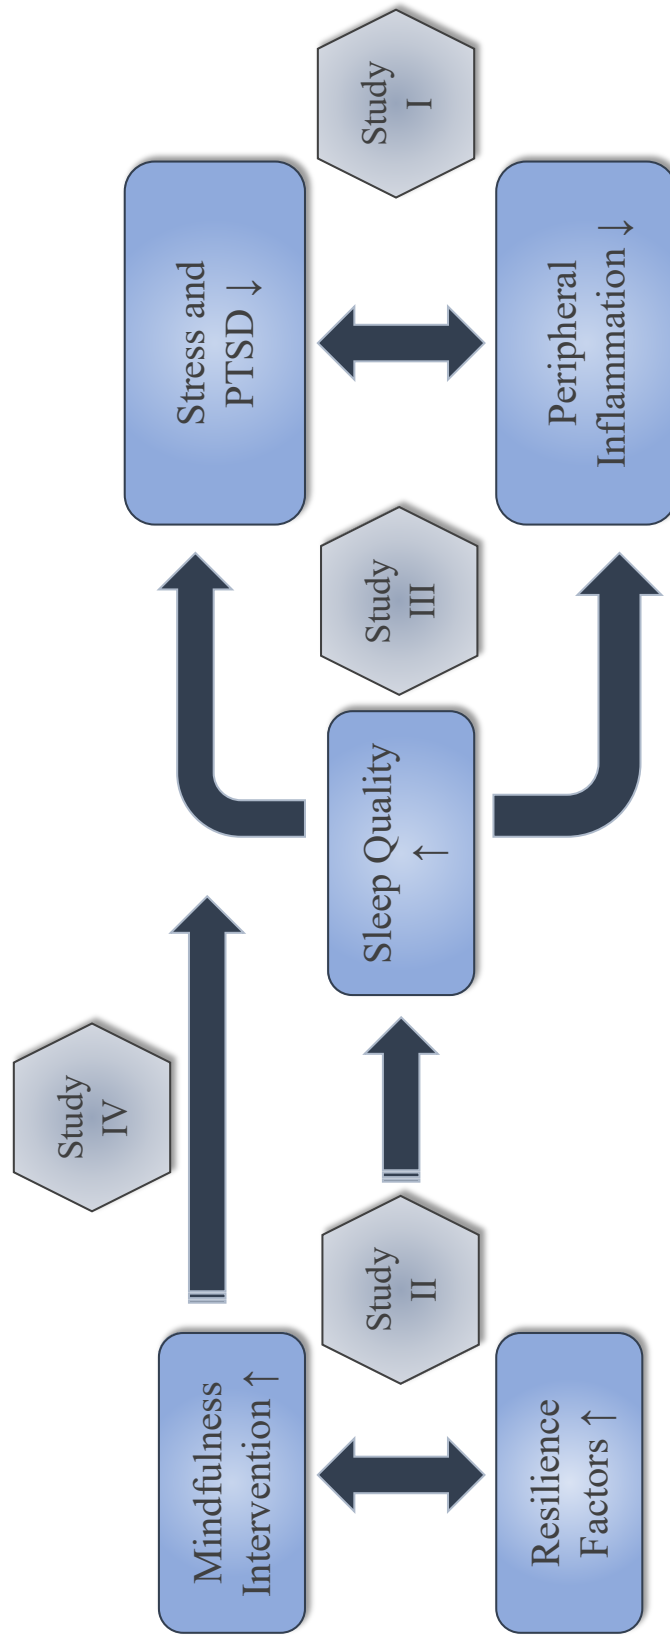 Study
IV
Mindfulness
Intervention ↑
Stress and
PTSD ↓
Study
II
Sleep Quality
↑
Study
III
Study
I
Resilience
Factors ↑
Peripheral
Inflammation ↓